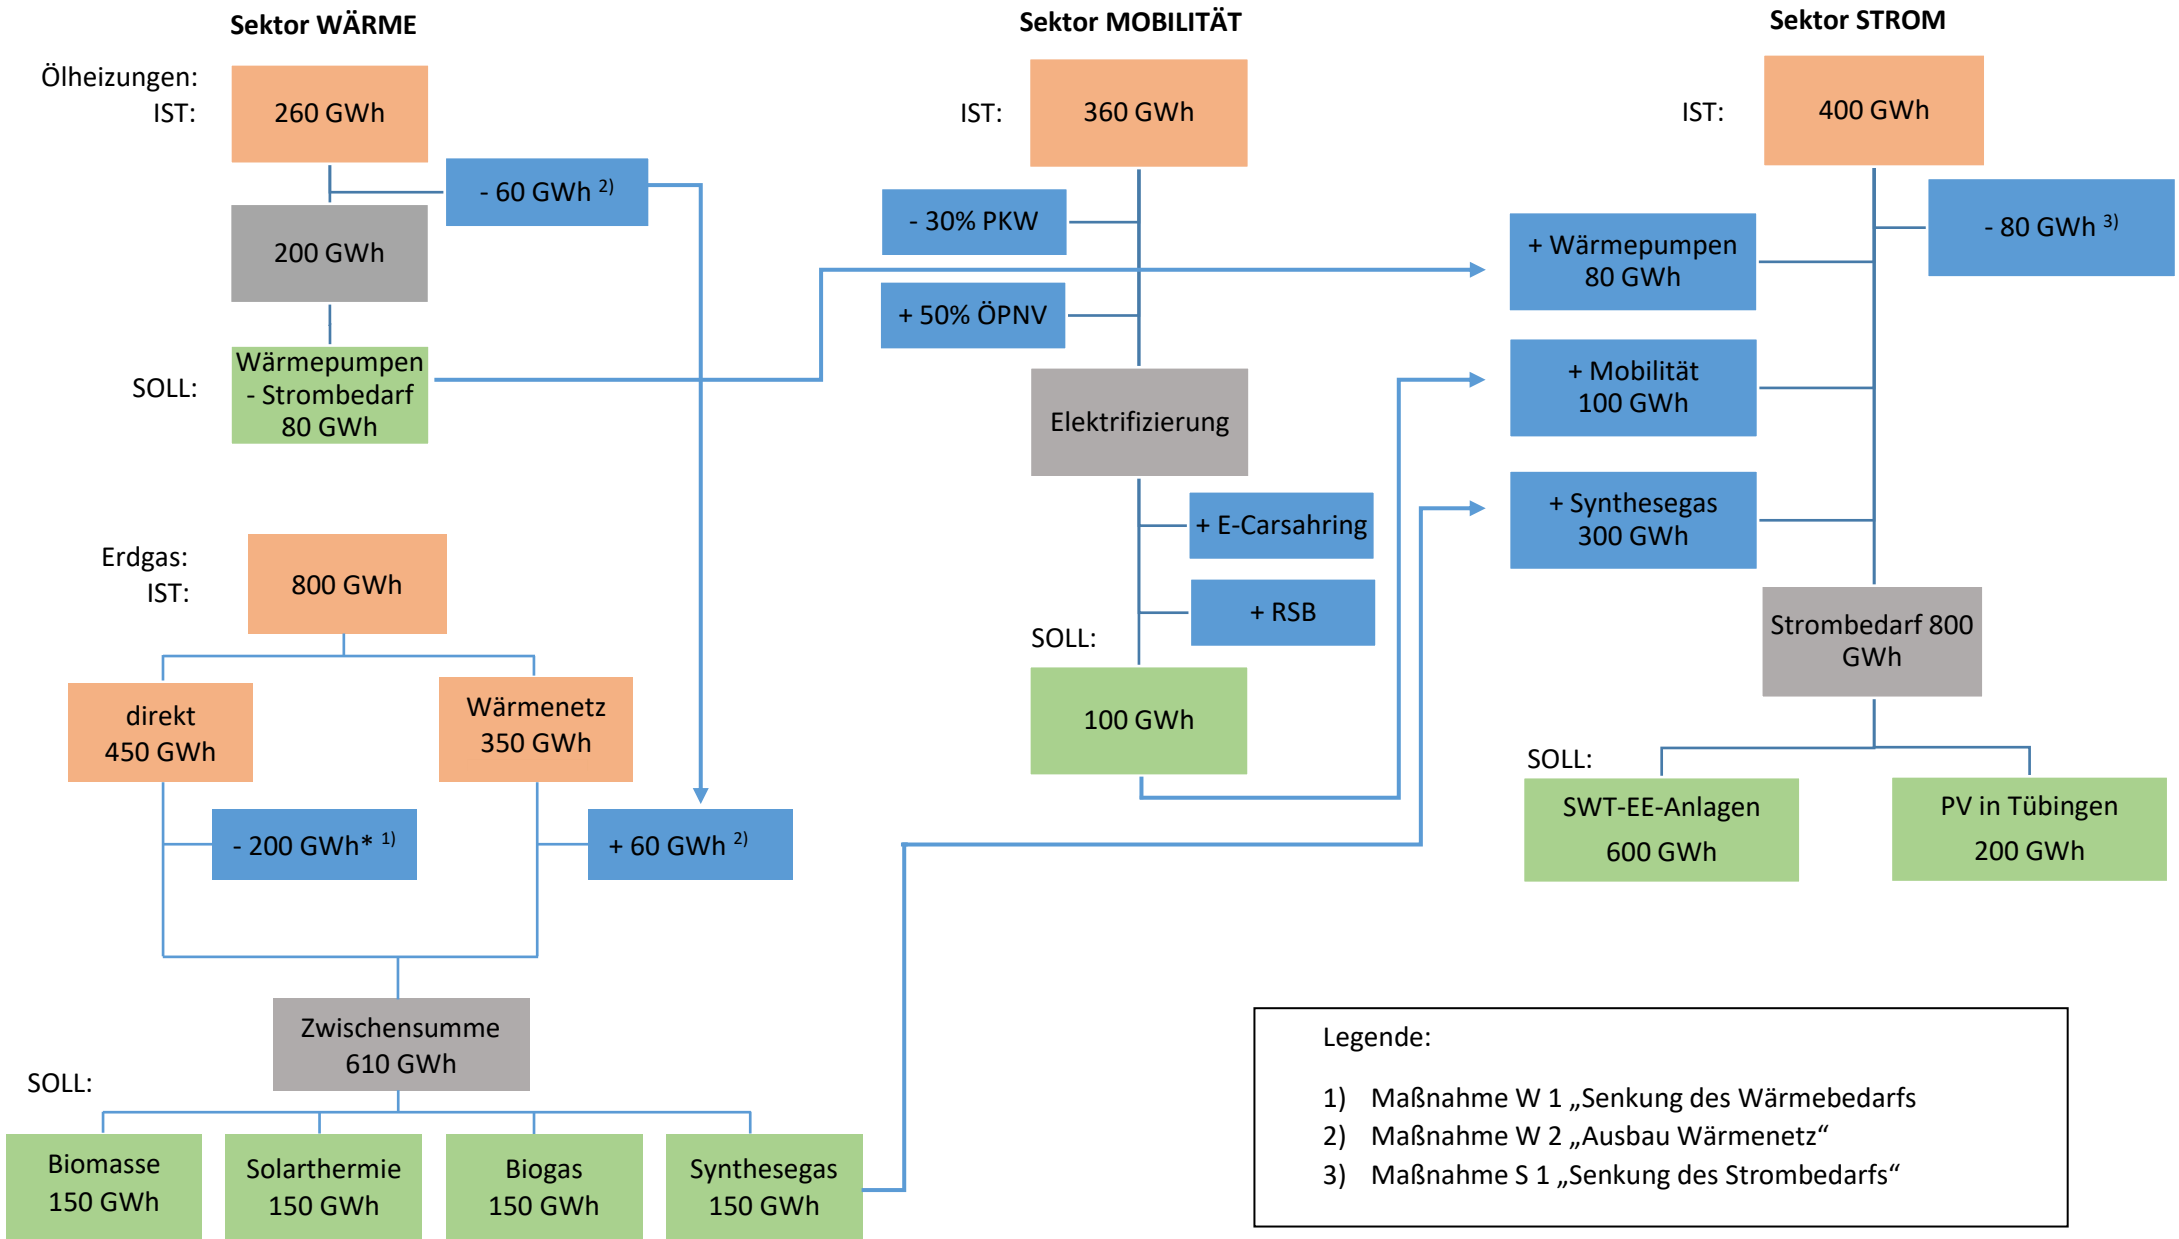 Sektor WÄRME
Ölheizungen:
IST:
260 GWh
- 60 GWh 2)
200 GWh
SOLL:
Wärmepumpen
- Strombedarf
80 GWh
Erdgas:
IST:
800 GWh
direkt
450 GWh
Wärmenetz
350 GWh
- 200 GWh* 1)
+ 60 GWh 2)
Zwischensumme
610 GWh
SOLL:
Biomasse
150 GWh
Solarthermie
150 GWh
Biogas
150 GWh
Synthesegas
150 GWh
Sektor MOBILITÄT
IST:
360 GWh
- 30% PKW
+ 50% ÖPNV
Elektrifizierung
+ E-Carsahring
+ RSB
SOLL:
100 GWh
Sektor STROM
IST:
400 GWh
- 80 GWh 3)
+ Wärmepumpen
80 GWh
+ Mobilität
100 GWh
+ Synthesegas
300 GWh
Strombedarf 800
GWh
SOLL:
SWT-EE-Anlagen
600 GWh
PV in Tübingen
200 GWh
Legende:
1) Maßnahme W 1 „Senkung des Wärmebedarfs
2) Maßnahme W 2 „Ausbau Wärmenetz“
3) Maßnahme S 1 „Senkung des Strombedarfs“